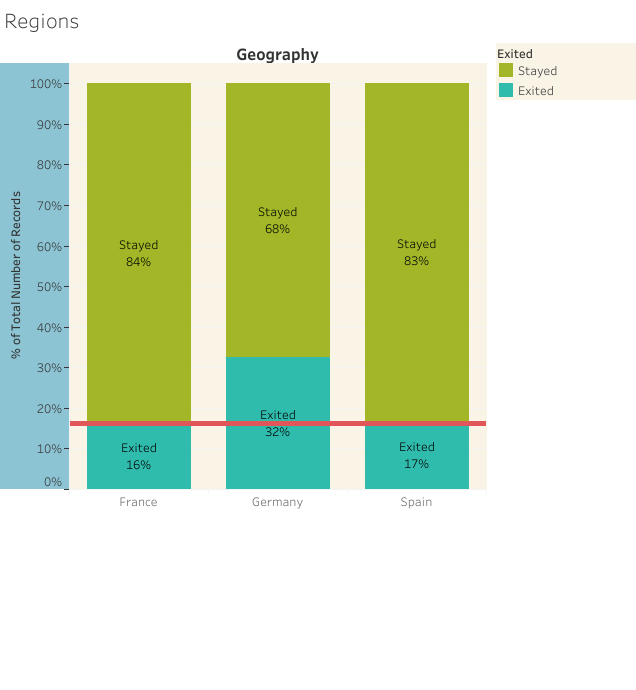 Regions
Geography
Exited
Stayed
Exited
% of Total Number of Records
100%
90%
80%
70%
60%
50%
40%
30%
20%
10%
0%
Stayed
84%
Exited
16%
Stayed
68%
Exited
32%
Stayed
83%
Exited
17%
France
Germany
Spain